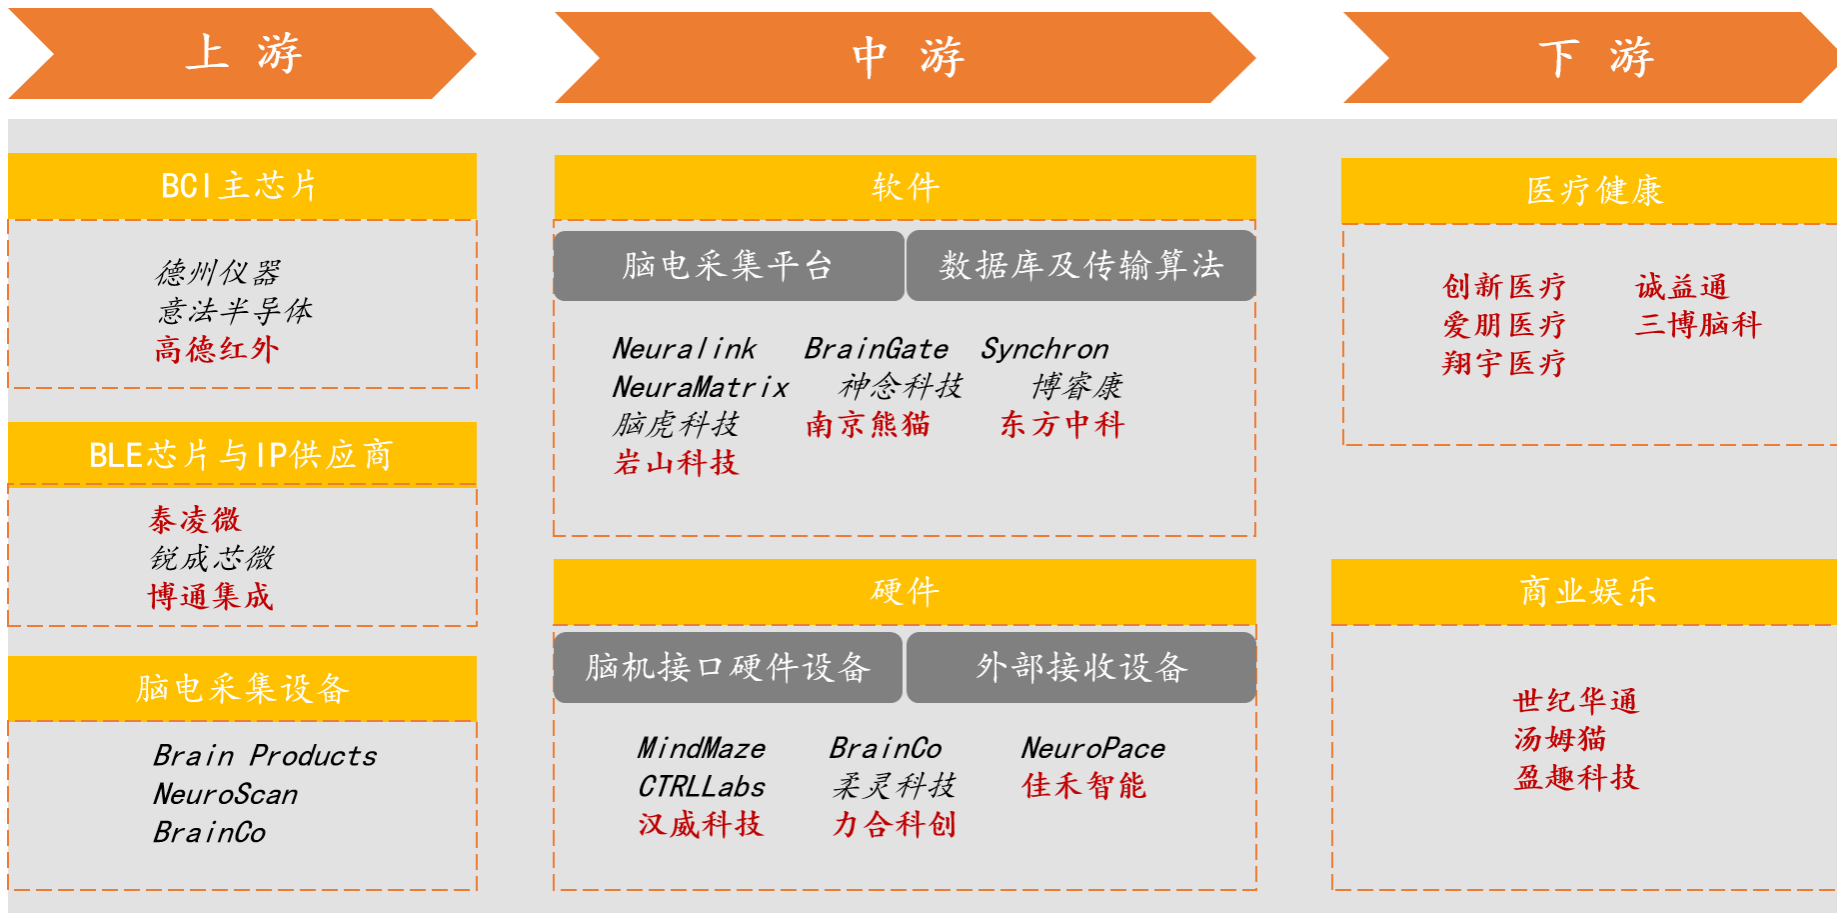 上 游
中 游
下 游
BCI主芯片
德州仪器
意法半导体
高德红外
BLE芯片与IP供应商
泰凌微
锐成芯微
博通集成
脑电采集设备
Brain Products
NeuroScan
BrainCo
软件
脑电采集平台 数据库及传输算法
Neuralink BrainGate Synchron
NeuraMatrix 神念科技 博睿康
脑虎科技 南京熊猫 东方中科
岩山科技
硬件
脑机接口硬件设备 外部接收设备
MindMaze BrainCo NeuroPace
CTRLLabs 柔灵科技 佳禾智能
汉威科技 力合科创
医疗健康
创新医疗 诚益通
爱朋医疗 三博脑科
翔宇医疗
商业娱乐
世纪华通
汤姆猫
盈趣科技